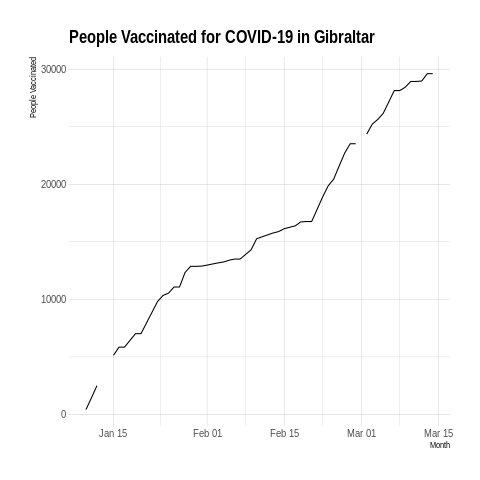 People Vaccinated for COVID-19 in Gibraltar
People Vaccinated
30000
20000
10000
0
Jan 15 Feb 01 Feb 15 Mar 01 Mar 15
Month